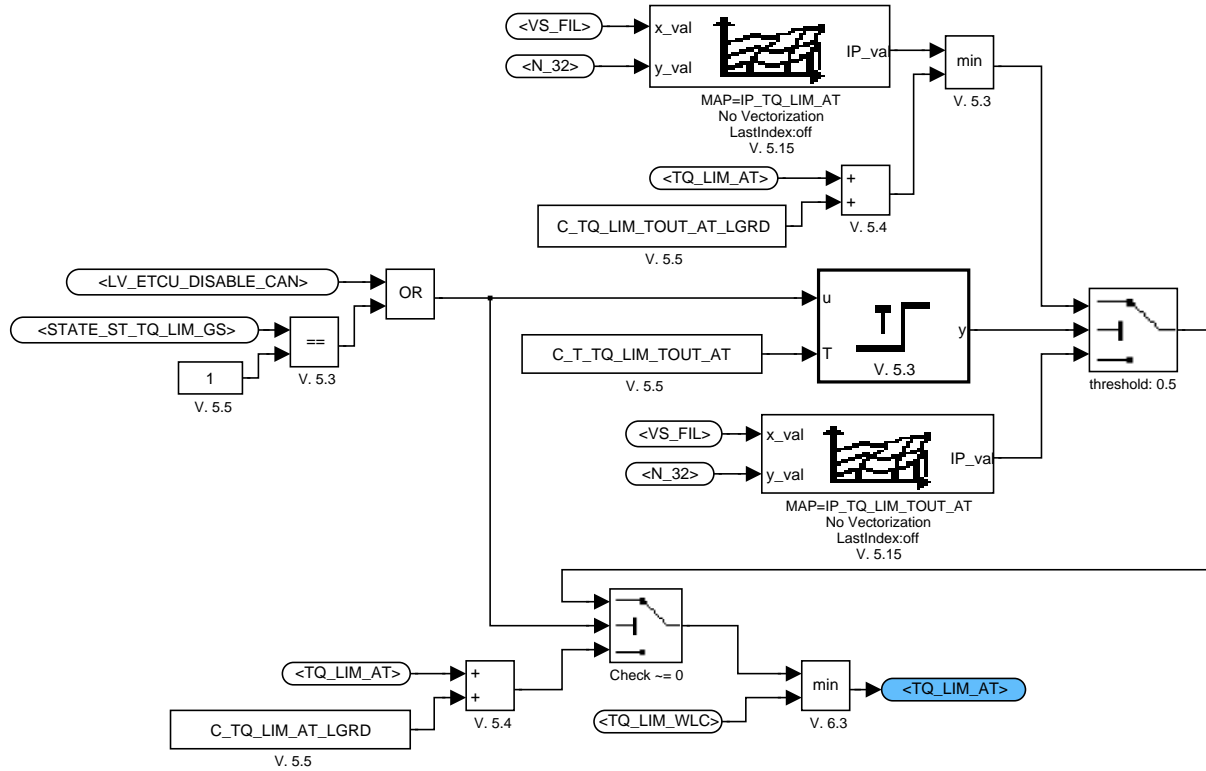 <VS_FIL>
x_val
IP_val
<N_32>
y_val
min
V. 5.3
MAP=IP_TQ_LIM_AT
No Vectorization
LastIndex:off
V. 5.15
<TQ_LIM_AT>
+
+
V. 5.4
C_TQ_LIM_TOUT_AT_LGRD
V. 5.5
<LV_ETCU_DISABLE_CAN>
OR
<STATE_ST_TQ_LIM_GS>
==
V. 5.3
1
V. 5.5
u
y
T
V. 5.3
C_T_TQ_LIM_TOUT_AT
V. 5.5
threshold: 0.5
<VS_FIL>
x_val
IP_val
<N_32>
y_val
MAP=IP_TQ_LIM_TOUT_AT
No Vectorization
LastIndex:off
V. 5.15
Check ~= 0
<TQ_LIM_AT>
+
+
V. 5.4
C_TQ_LIM_AT_LGRD
V. 5.5
<TQ_LIM_WLC>
min
V. 6.3
<TQ_LIM_AT>